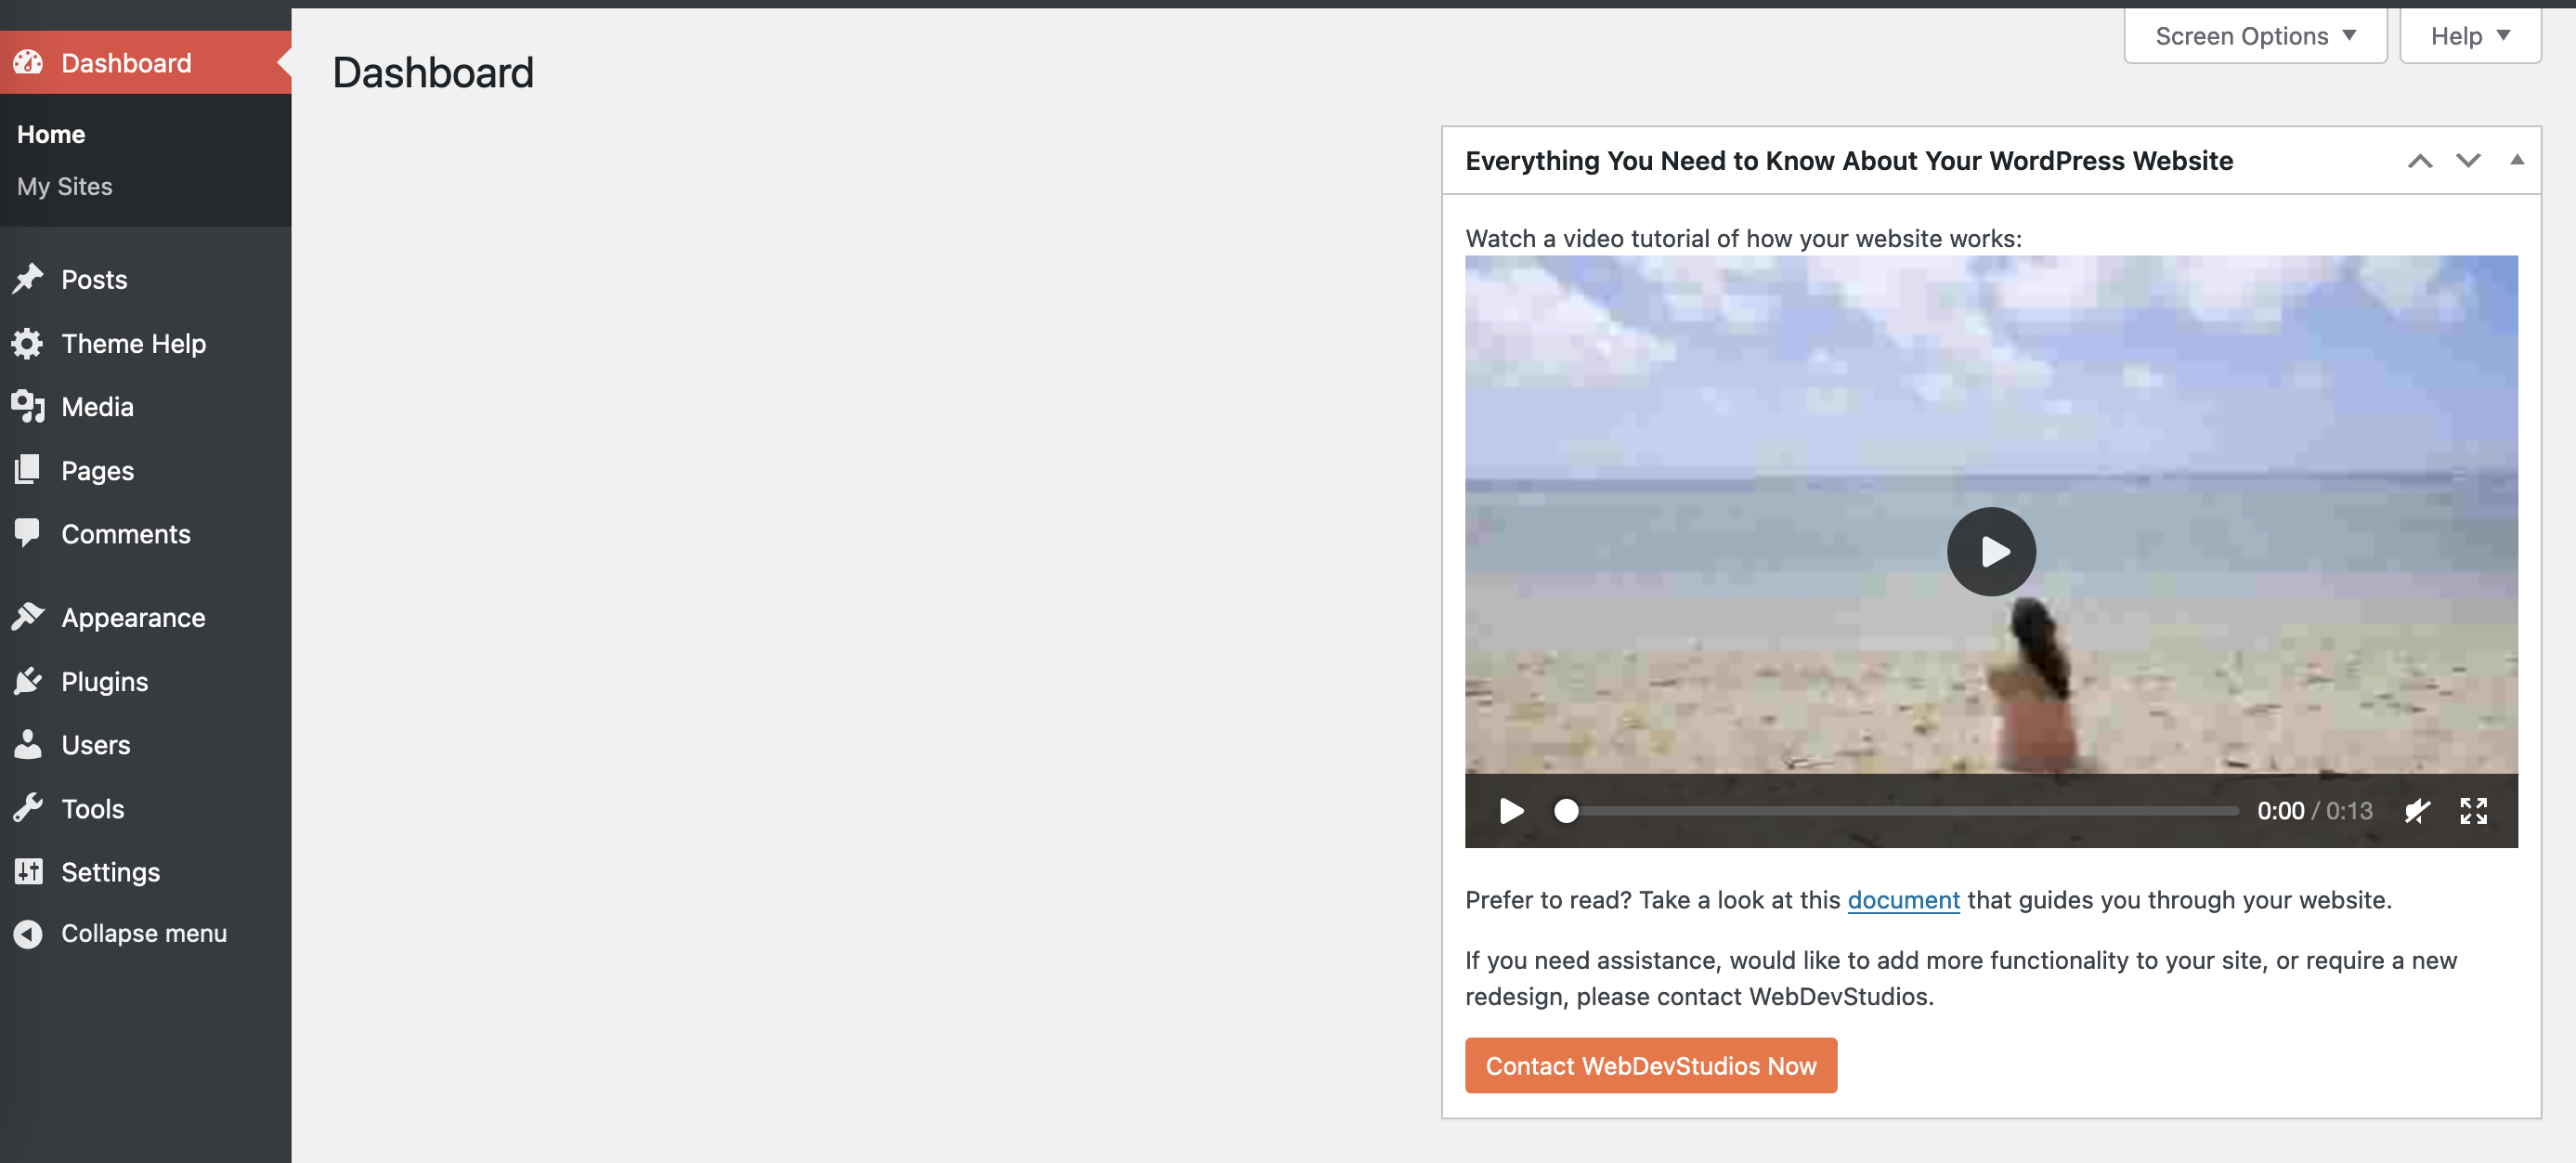 Dashboard
Home
My Sites
Posts
Theme Help
Media
Pages
Comments
Appearance
Plugins
Users
Tools
Settings
Collapse menu
Screen Options
Help
Dashboard
Everything You Need to Know About Your WordPress Website
Watch a video tutorial of how your website works:
0:00 / 0:13
Prefer to read? Take a look at this document that guides you through your website.
If you need assistance, would like to add more functionality to your site, or require a new
redesign, please contact WebDevStudios.
Contact WebDevStudios Now